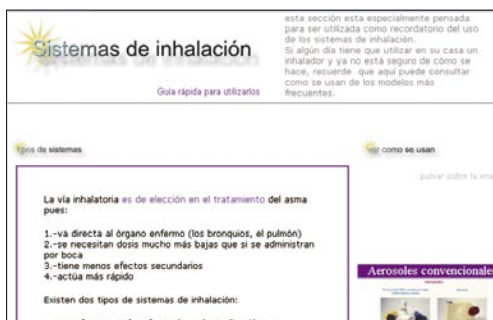 Sistemas de inhalación
Guía rápida para utilizarlos
esta sección esta especialmente pensada
para ser utilizada como recordatorio del uso
de los sistemas de inhalación.
Si algún día tiene que utilizar en su casa un
inhalador y ya no está seguro de cómo se
hace, recuerde que aquí puede consultar
como se usan de los modelos más
frecuentes.
tipos de sistemas
La vía inhalatoria es de elección en el tratamiento del asma
pues:
1.-va directa al órgano enfermo (los bronquios, el pulmón)
2.-se necesitan dosis mucho más bajas que si se administran
por boca
3.-tiene menos efectos secundarios
4.-actúa más rápido
Existen dos tipos de sistemas de inhalación:
ver como se usan
pulsar sobre la ima
Aerosoles convencionales